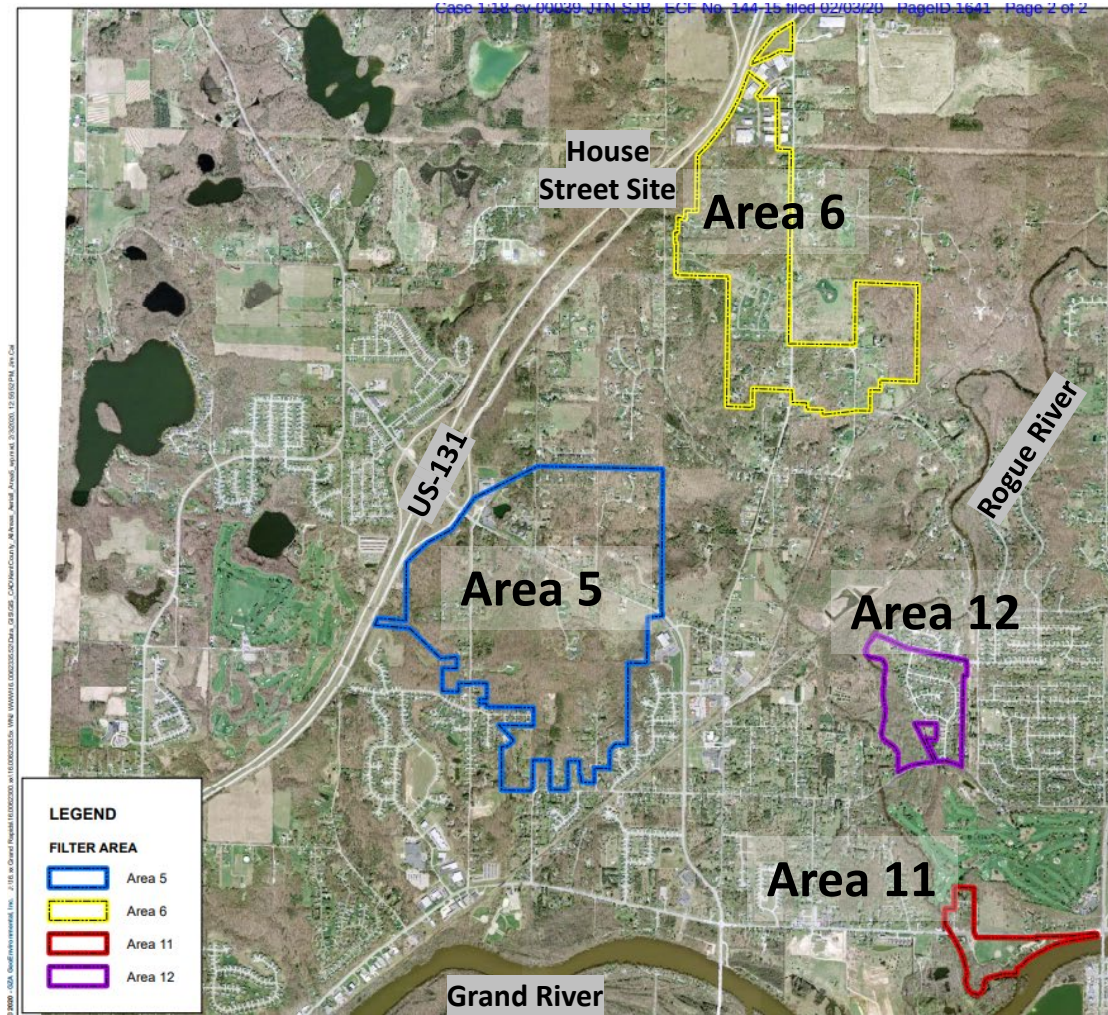 Case 1:18-cv-00039-JTN-SJB ECF No. 144-15 filed 02/03/20 PageID.1641 Page 2 of 2
House
Street Site
Area 6
Rogue River
US-131
Area 5
Area 12
Area 11
Grand River
LEGEND
FILTER AREA
Area 5
Area 6
Area 11
Area 12